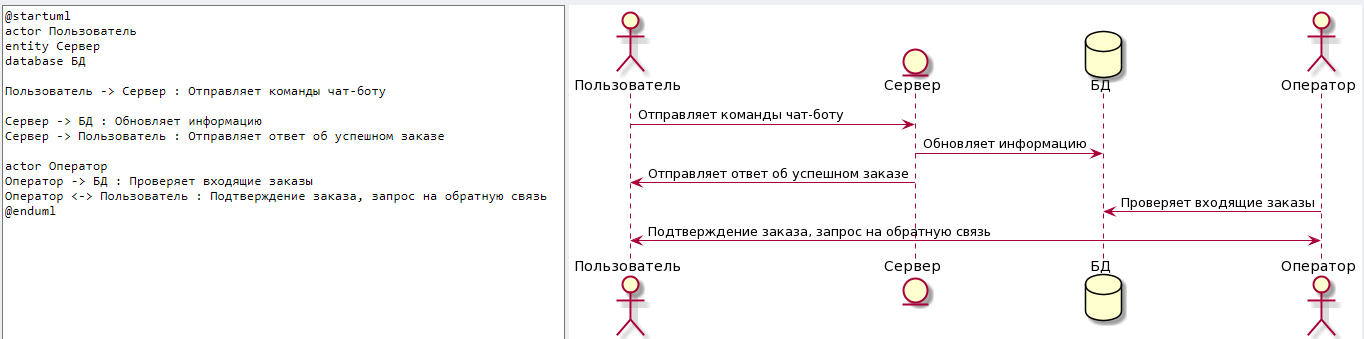 @startuml
actor Пользователь
entity Сервер
database БД
Пользователь -> Сервер : Отправляет команды чат-боту
Сервер -> БД : Обновляет информацию
Сервер -> Пользователь : Отправляет ответ об успешном заказе
actor Оператор
Оператор -> БД : Проверяет входящие заказы
Оператор <-> Пользователь : Подтверждение заказа, запрос на обратную связь
@enduml
Пользователь Сервер БД Оператор
Отправляет команды чат-боту
Обновляет информацию
Отправляет ответ об успешном заказе
Проверяет входящие заказы
Подтверждение заказа, запрос на обратную связь
Пользователь Сервер БД Оператор